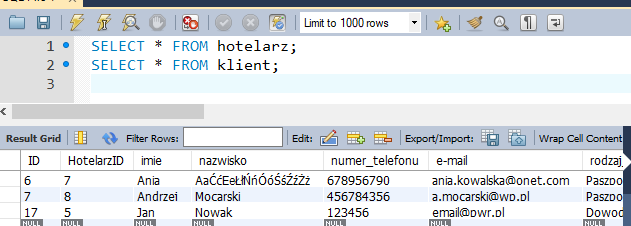 Limit to 1000 rows
1 SELECT * FROM hotelarz;
2 SELECT * FROM klient;
3
Result Grid Filter Rows: Edit: Export/Import: Wrap Cell Content
ID HotelarzID imie nazwisko numer_telefonu e-mail rodzaj
6 7 Ania AaĆćEeŁłŃńÓóŚśŹźŻż 678956790 ania.kowalska@onet.com Paszpo
7 8 Andrzej Mocarski 456784356 a.mocarski@wp.pl Paszpo
17 5 Jan Nowak 123456 email@pwr.pl Dowod
NULL NULL NULL NULL NULL NULL NULL